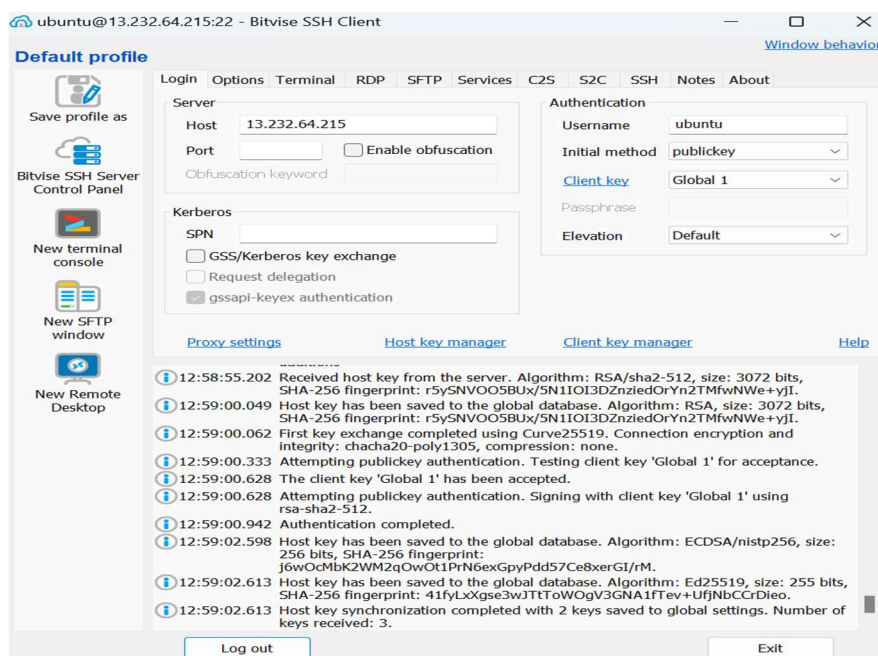 ubuntu@13.232.64.215:22 - Bitvise SSH Client
Window behavior
Default profile
Save profile as
Bitvise SSH Server
Control Panel
New terminal
console
New SFTP
window
New Remote
Desktop
Login Options Terminal RDP SFTP Services C2S S2C SSH Notes About
Server
Host 13.232.64.215
Port Enable obfuscation
Obfuscation keyword
Kerberos
SPN
GSS/Kerberos key exchange
Request delegation
gssapi-keyex authentication
Authentication
Username ubuntu
Initial method publickey
Client key Global 1
Passphrase
Elevation Default
Proxy settings Host key manager Client key manager Help
12:58:55.202 Received host key from the server. Algorithm: RSA/sha2-512, size: 3072 bits,
SHA-256 fingerprint: r5ySNVOO5BUx/5N1IOI3DZnziedOrYn2TMfwNWe+yjI.
12:59:00.049 Host key has been saved to the global database. Algorithm: RSA, size: 3072 bits,
SHA-256 fingerprint: r5ySNVOO5BUx/5N1IOI3DZnziedOrYn2TMfwNWe+yjI.
12:59:00.062 First key exchange completed using Curve25519. Connection encryption and
integrity: chacha20-poly1305, compression: none.
12:59:00.333 Attempting publickey authentication. Testing client key 'Global 1' for acceptance.
12:59:00.628 The client key 'Global 1' has been accepted.
12:59:00.628 Attempting publickey authentication. Signing with client key 'Global 1' using
rsa-sha2-512.
12:59:00.942 Authentication completed.
12:59:02.598 Host key has been saved to the global database. Algorithm: ECDSA/nistp256, size:
256 bits, SHA-256 fingerprint:
j6wOcMbK2WM2qOwOt1PrN6exGpyPdd57Ce8xerGI/rM.
12:59:02.613 Host key has been saved to the global database. Algorithm: Ed25519, size: 255 bits,
SHA-256 fingerprint: 41fyLxXgse3wJTtToWOgV3GNA1fTev+UfjNbCCrDieo.
12:59:02.613 Host key synchronization completed with 2 keys saved to global settings. Number of
keys received: 3.
Log out Exit